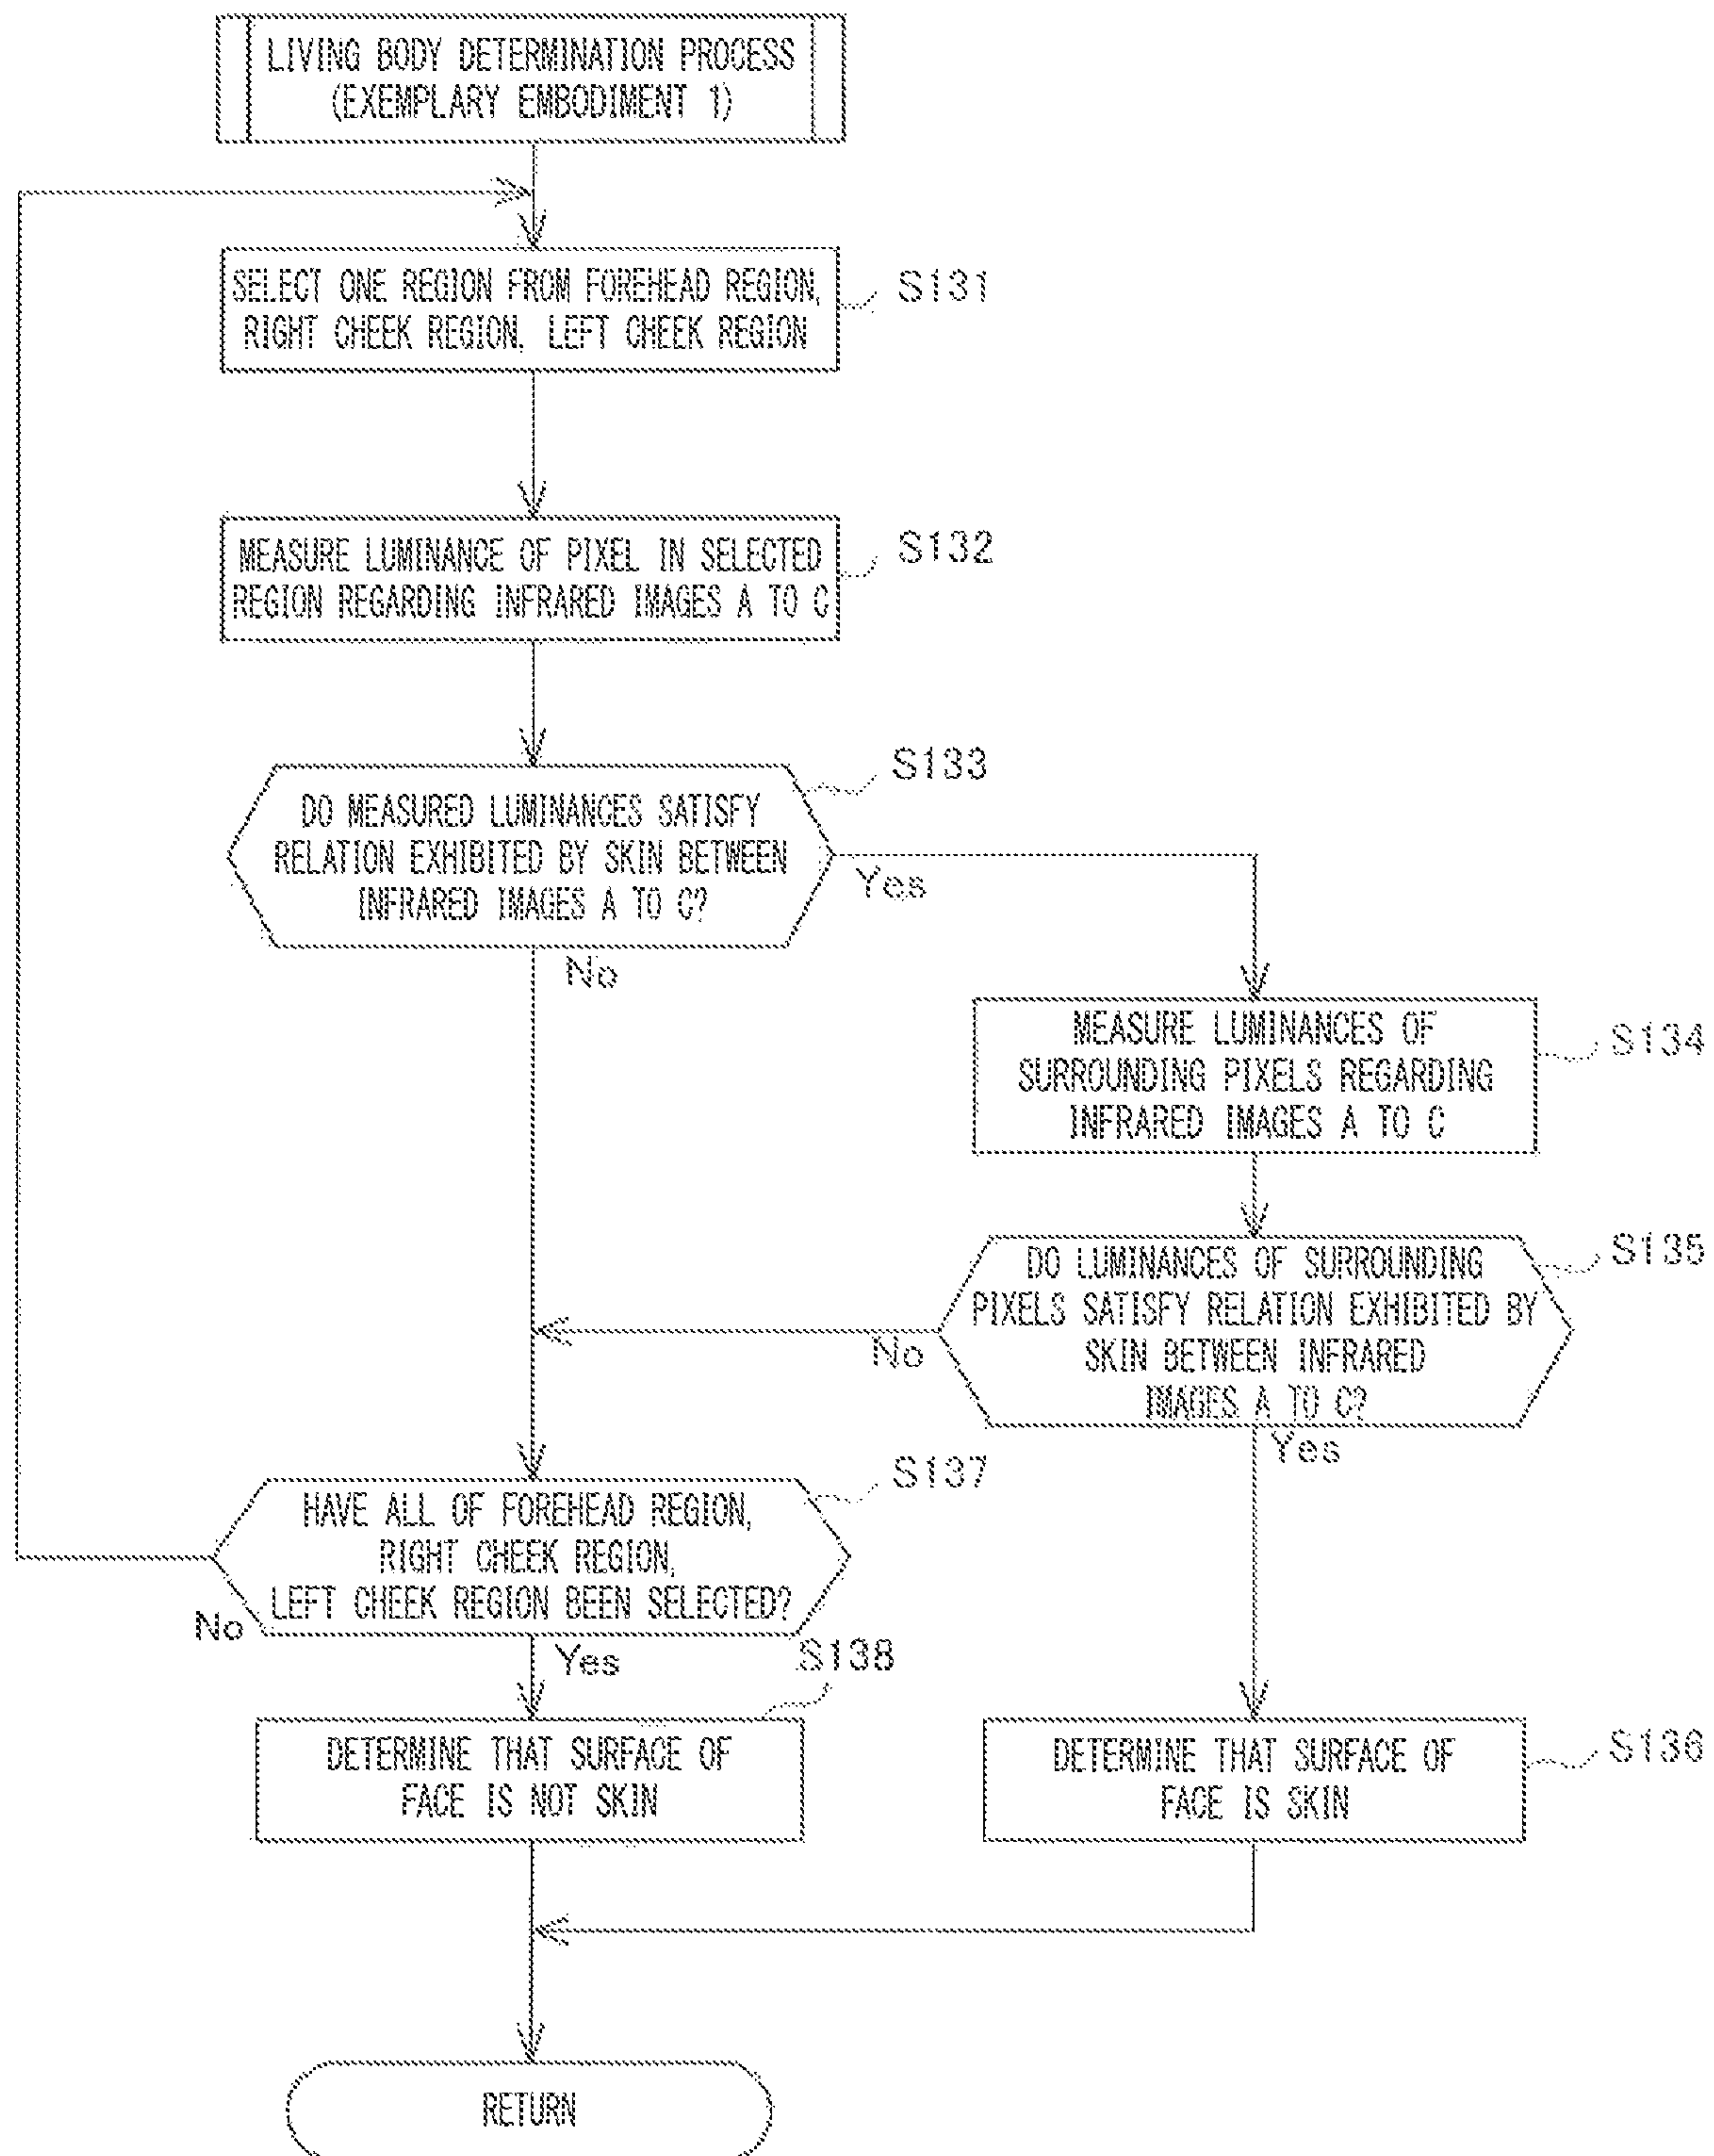 LIVING BODY DETERMINATION PROCESS
(EXEMPLARY EMBODIMENT 1)
SELECT ONE REGION FROM FOREHEAD REGION,
RIGHT CHEEK REGION, LEFT CHEEK REGION
S131
MEASURE LUMINANCE OF PIXEL IN SELECTED
REGION REGARDING INFRARED IMAGES A TO C
S132
S133
DO MEASURED LUMINANCES SATISFY
RELATION EXHIBITED BY SKIN BETWEEN
INFRARED IMAGES A TO C?
Yes
No
MEASURE LUMINANCES OF
SURROUNDING PIXELS REGARDING
INFRARED IMAGES A TO C
S134
S135
DO LUMINANCES OF SURROUNDING
PIXELS SATISFY RELATION EXHIBITED BY
SKIN BETWEEN INFRARED
IMAGES A TO C?
No
Yes
S137
HAVE ALL OF FOREHEAD REGION,
RIGHT CHEEK REGION,
LEFT CHEEK REGION BEEN SELECTED?
No
Yes
S138
DETERMINE THAT SURFACE OF
FACE IS NOT SKIN
DETERMINE THAT SURFACE OF
FACE IS SKIN
S136
RETURN